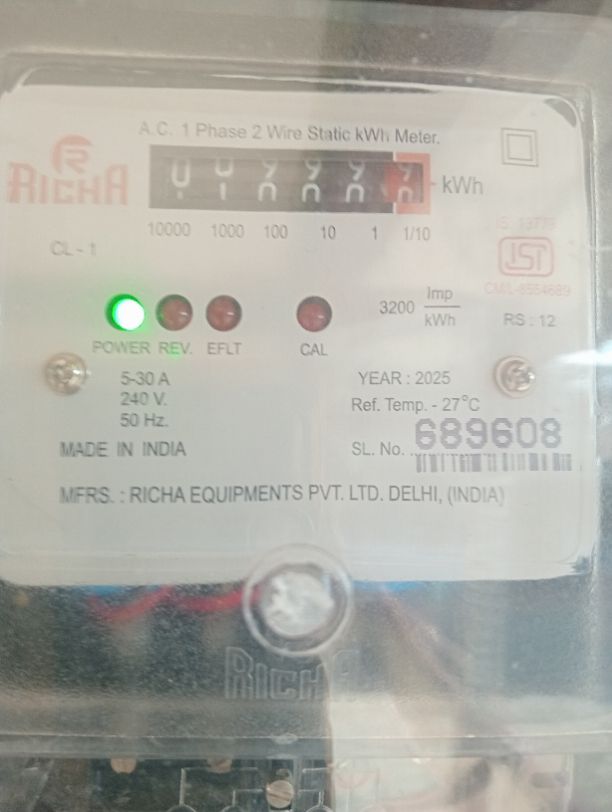 A.C. 1 Phase 2 Wire Static kWh Meter.
R
RICHA
kWh
10000 1000 100 10 1 1/10
CL - 1
ISI
RS : 12
3200 Imp/kWh
POWER REV. EFLT CAL
5-30 A
240 V.
50 Hz.
YEAR : 2025
Ref. Temp. - 27°C
SL. No. 689608
MADE IN INDIA
MFRS. : RICHA EQUIPMENTS PVT. LTD. DELHI, (INDIA)
RICHA